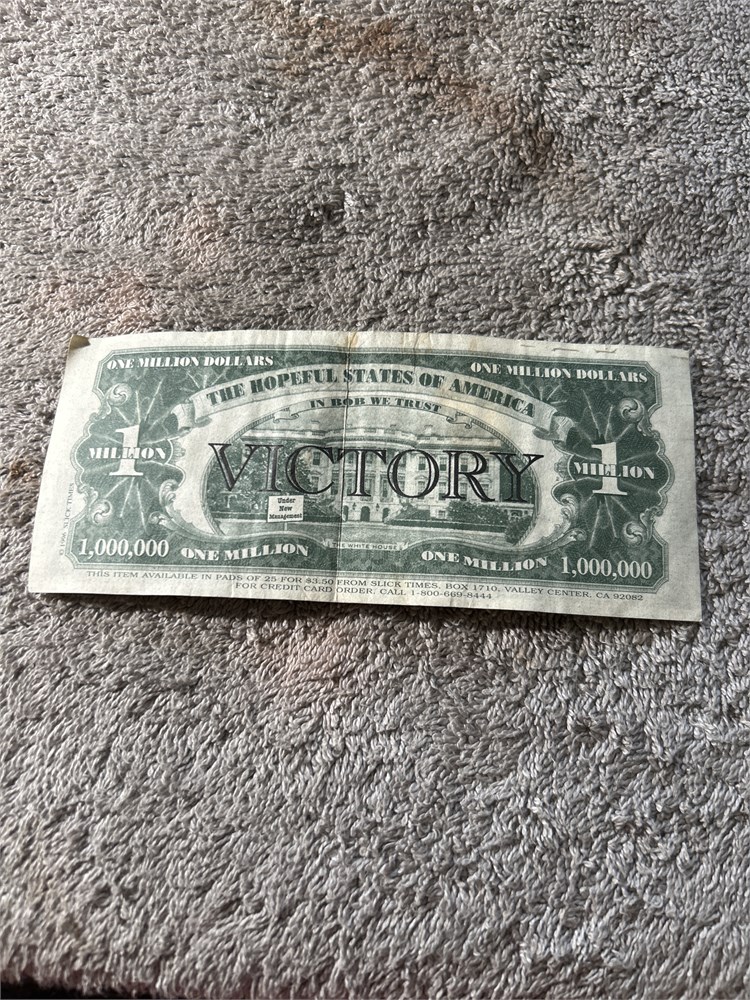 ONE MILLION DOLLARS
ONE MILLION DOLLARS
THE HOPEFUL STATES OF AMERICA
IN BOB WE TRUST
1
MILLION
VICTORY
1
MILLION
Under
New
Management
THE WHITE HOUSE
1,000,000 ONE MILLION
ONE MILLION 1,000,000
© 1996 SLICK TIMES
THIS ITEM AVAILABLE IN PADS OF 25 FOR $3.50 FROM SLICK TIMES, BOX 1710, VALLEY CENTER, CA 92082
FOR CREDIT CARD ORDER, CALL 1-800-669-8444